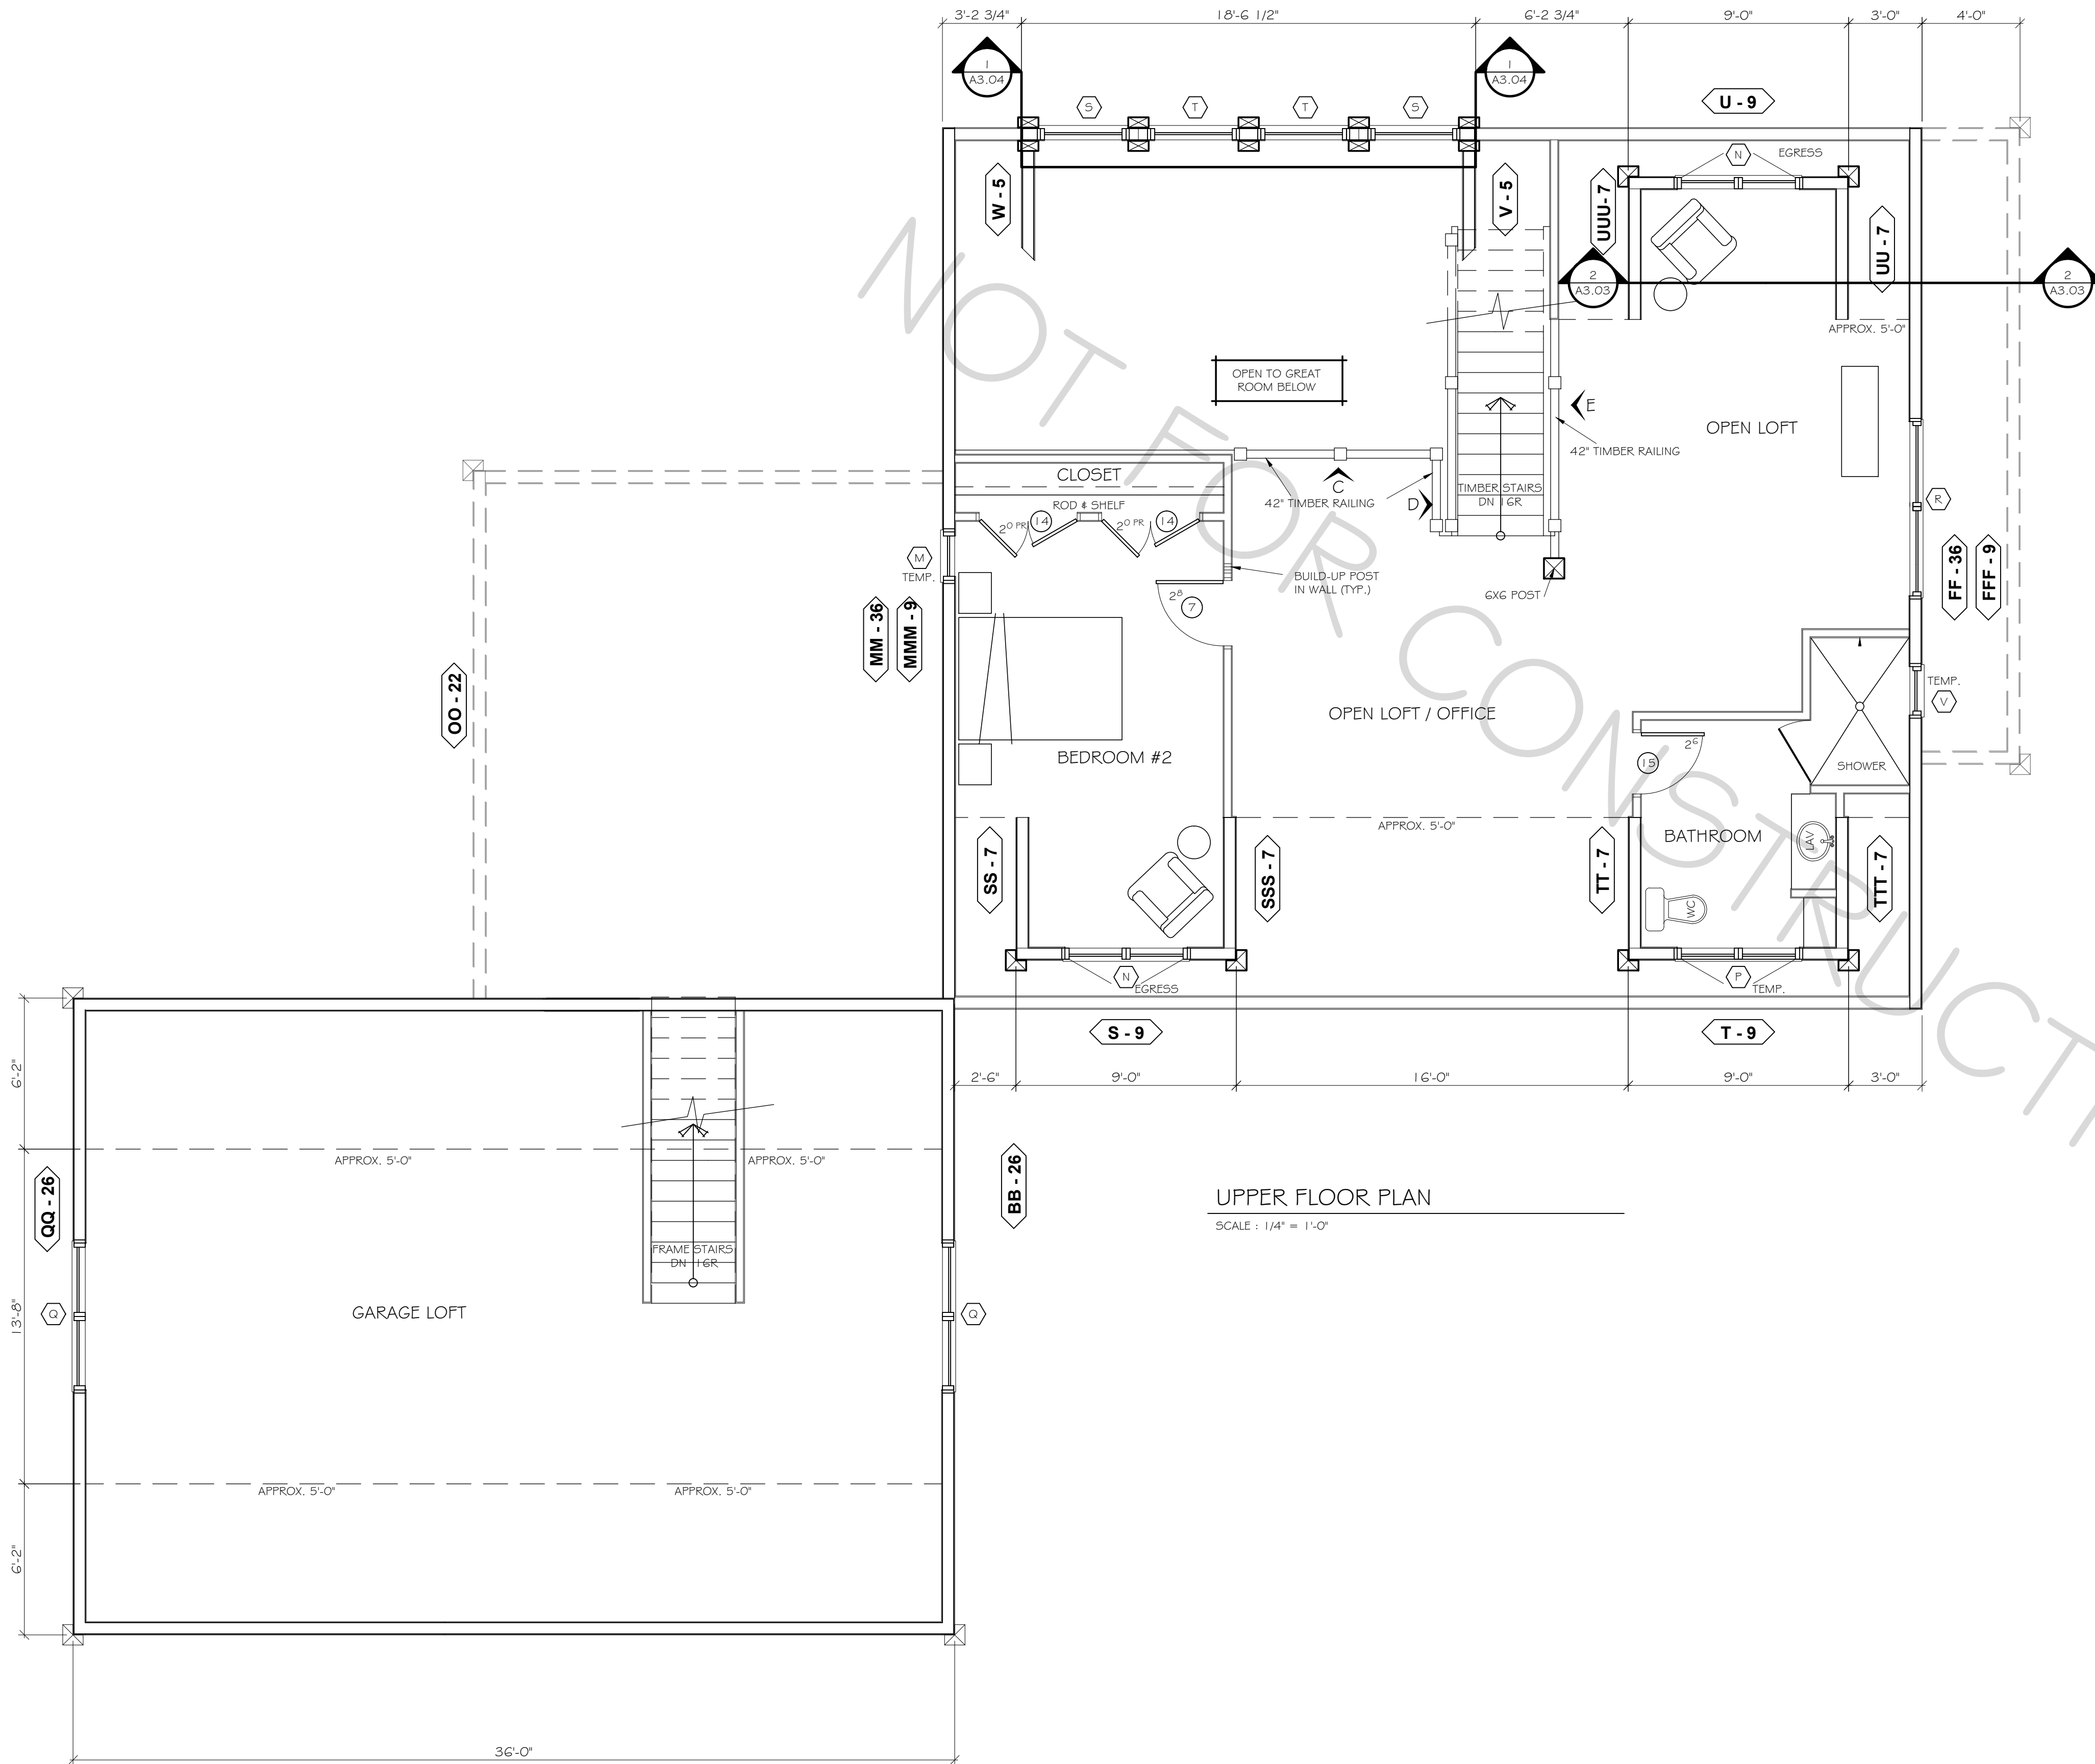 3'-2 3/4"
18'-6 1/2"
6'-2 3/4"
9'-0"
3'-0"
4'-0"
1
A3.04
1
A3.04
S
T
T
S
U - 9
N
EGRESS
W - 5
V - 5
UUU- 7
UU - 7
2
A3.03
2
A3.03
APPROX. 5'-0"
OPEN TO GREAT
ROOM BELOW
E
OPEN LOFT
42" TIMBER RAILING
CLOSET
ROD & SHELF
C
42" TIMBER RAILING
D
TIMBER STAIRS
DN 16R
R
2⁰ PR
14
2⁰ PR
14
M
TEMP.
BUILD-UP POST
IN WALL (TYP.)
6X6 POST
2⁸
7
FF - 36
FFF - 9
MM - 36
MMM - 9
OO - 22
TEMP.
V
OPEN LOFT / OFFICE
BEDROOM #2
2⁶
15
SHOWER
APPROX. 5'-0"
BATHROOM
LAV
WC
SS - 7
SSS - 7
TT - 7
TTT - 7
N
EGRESS
P
TEMP.
S - 9
T - 9
2'-6"
9'-0"
16'-0"
9'-0"
3'-0"
6'-2"
APPROX. 5'-0"
APPROX. 5'-0"
QQ - 26
BB - 26
UPPER FLOOR PLAN
SCALE : 1/4" = 1'-0"
FRAME STAIRS
DN 16R
13'-8"
Q
GARAGE LOFT
Q
APPROX. 5'-0"
APPROX. 5'-0"
6'-2"
36'-0"
NOT FOR CONSTRUCT